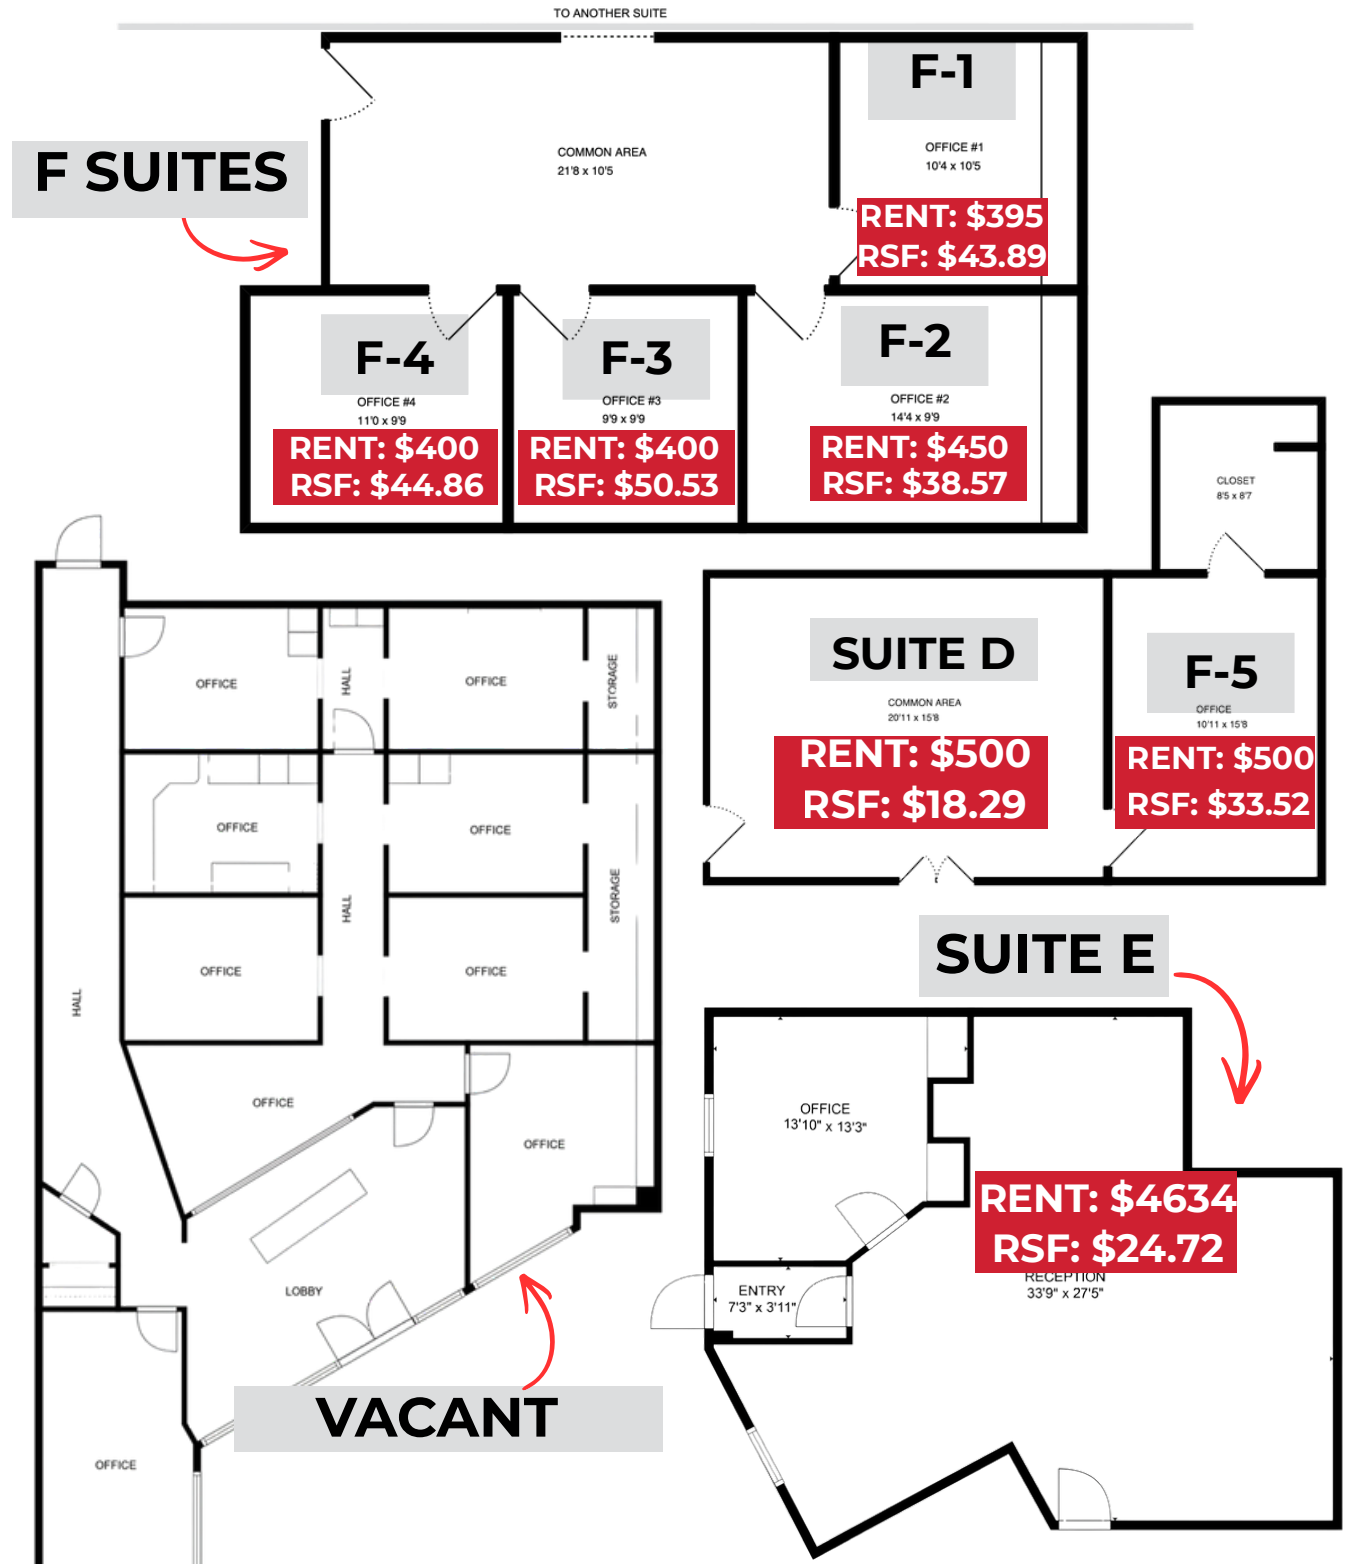 TO ANOTHER SUITE
F SUITES
COMMON AREA
21'8 x 10'5
F-1
OFFICE #1
10'4 x 10'5
RENT: $395
RSF: $43.89
F-4
OFFICE #4
11'0 x 9'9
RENT: $400
RSF: $44.86
F-3
OFFICE #3
9'9 x 9'9
RENT: $400
RSF: $50.53
F-2
OFFICE #2
14'4 x 9'9
RENT: $450
RSF: $38.57
CLOSET
8'5 x 8'7
SUITE D
COMMON AREA
20'11 x 15'8
RENT: $500
RSF: $18.29
F-5
OFFICE
10'11 x 15'8
RENT: $500
RSF: $33.52
OFFICE
HALL
OFFICE
STORAGE
OFFICE
OFFICE
STORAGE
HALL
OFFICE
OFFICE
HALL
OFFICE
OFFICE
LOBBY
VACANT
OFFICE
SUITE E
OFFICE
13'10" x 13'3"
RENT: $4634
RSF: $24.72
RECEPTION
33'9" x 27'5"
ENTRY
7'3" x 3'11"